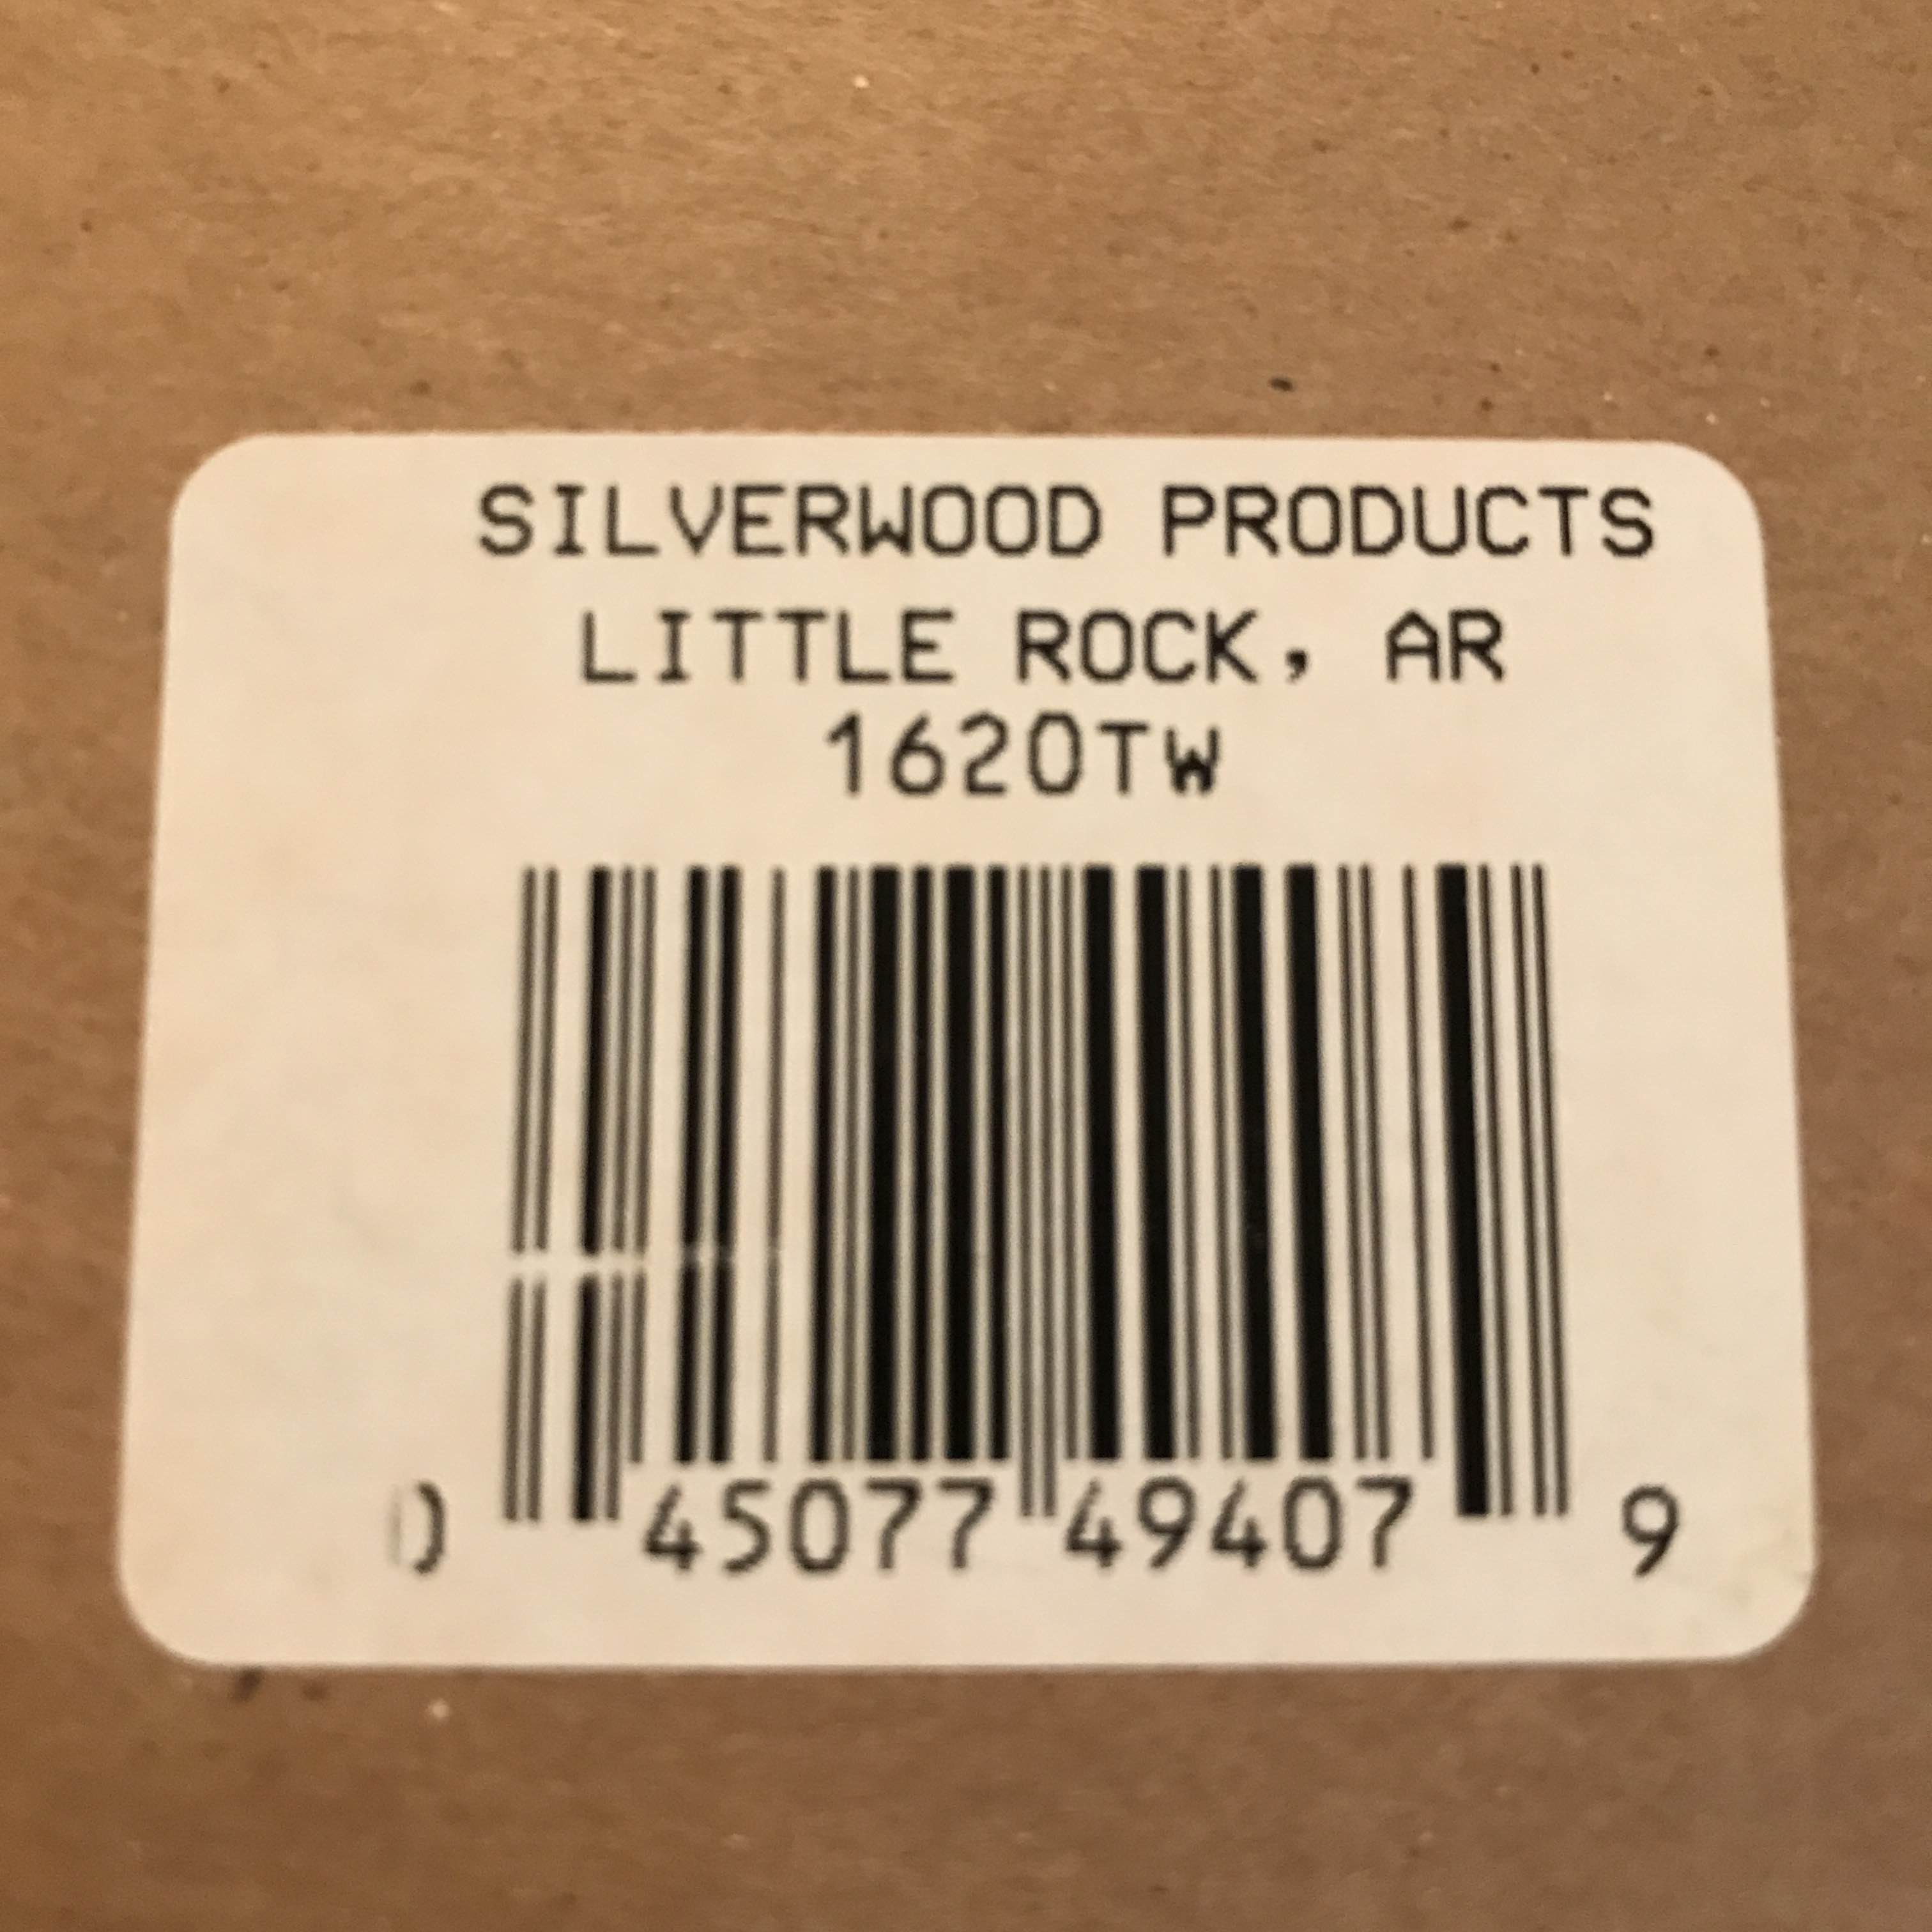 SILVERWOOD PRODUCTS
LITTLE ROCK, AR
1620TW
0 45077 49407 9